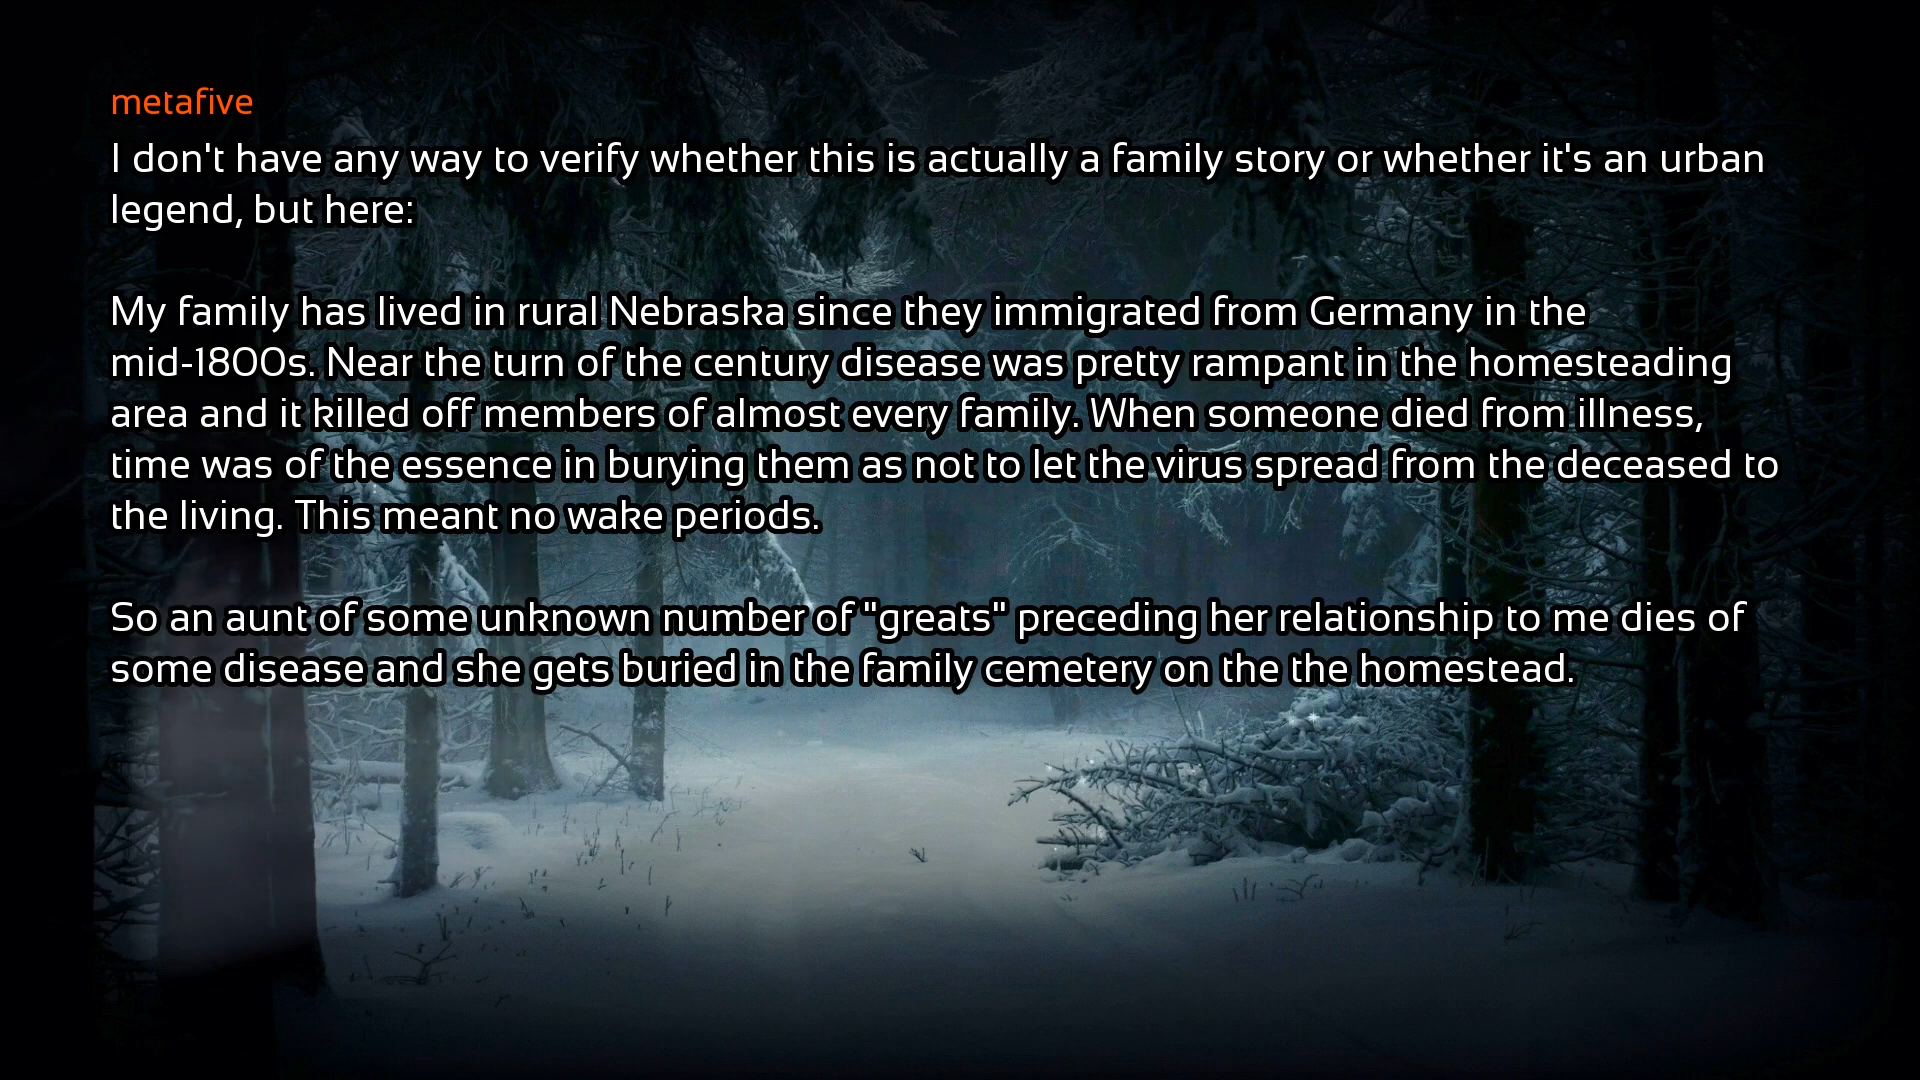 metafive
I don't have any way to verify whether this is actually a family story or whether it's an urban
legend, but here:
My family has lived in rural Nebraska since they immigrated from Germany in the
mid-1800s. Near the turn of the century disease was pretty rampant in the homesteading
area and it killed off members of almost every family. When someone died from illness,
time was of the essence in burying them as not to let the virus spread from the deceased to
the living. This meant no wake periods.
So an aunt of some unknown number of "greats" preceding her relationship to me dies of
some disease and she gets buried in the family cemetery on the the homestead.